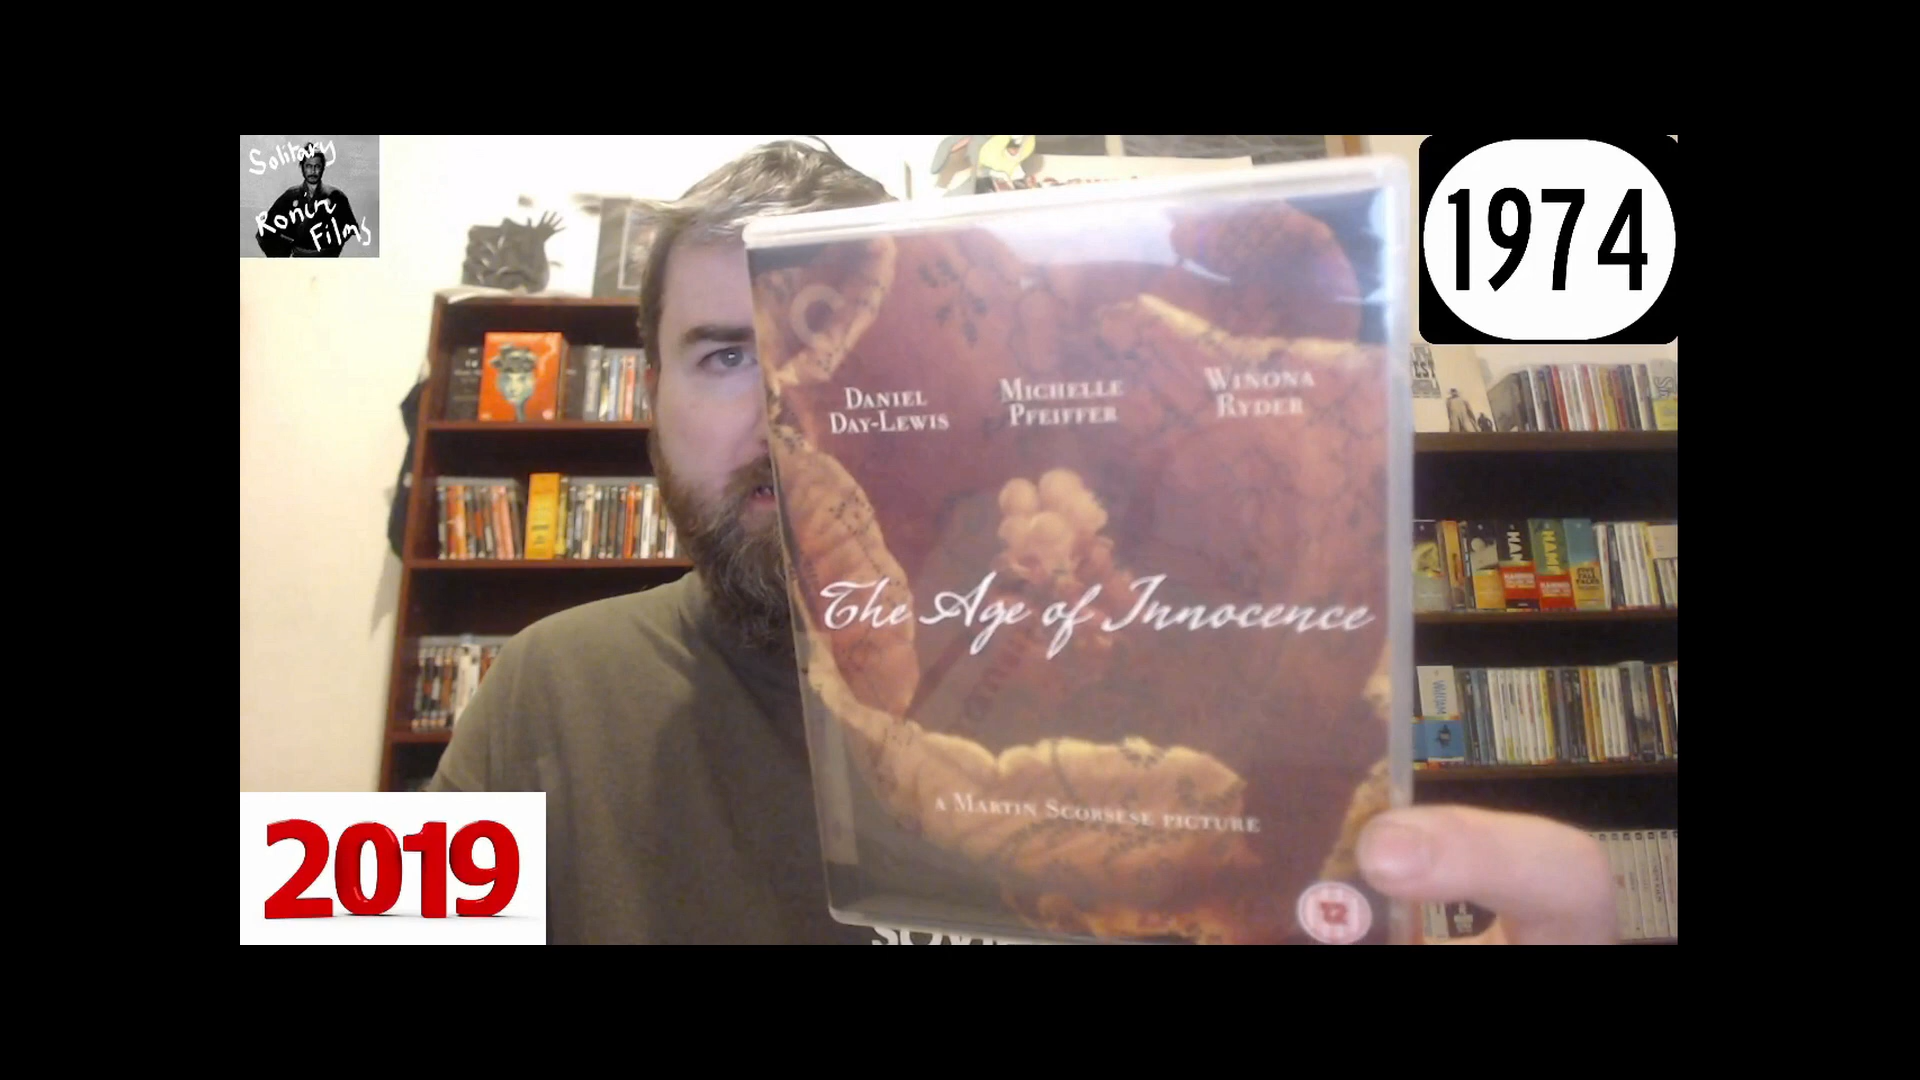 Solitary
Ronin
Films
1974
DANIEL
DAY-LEWIS
MICHELLE
PFEIFFER
WINONA
RYDER
The Age of Innocence
A MARTIN SCORSESE PICTURE
12
2019